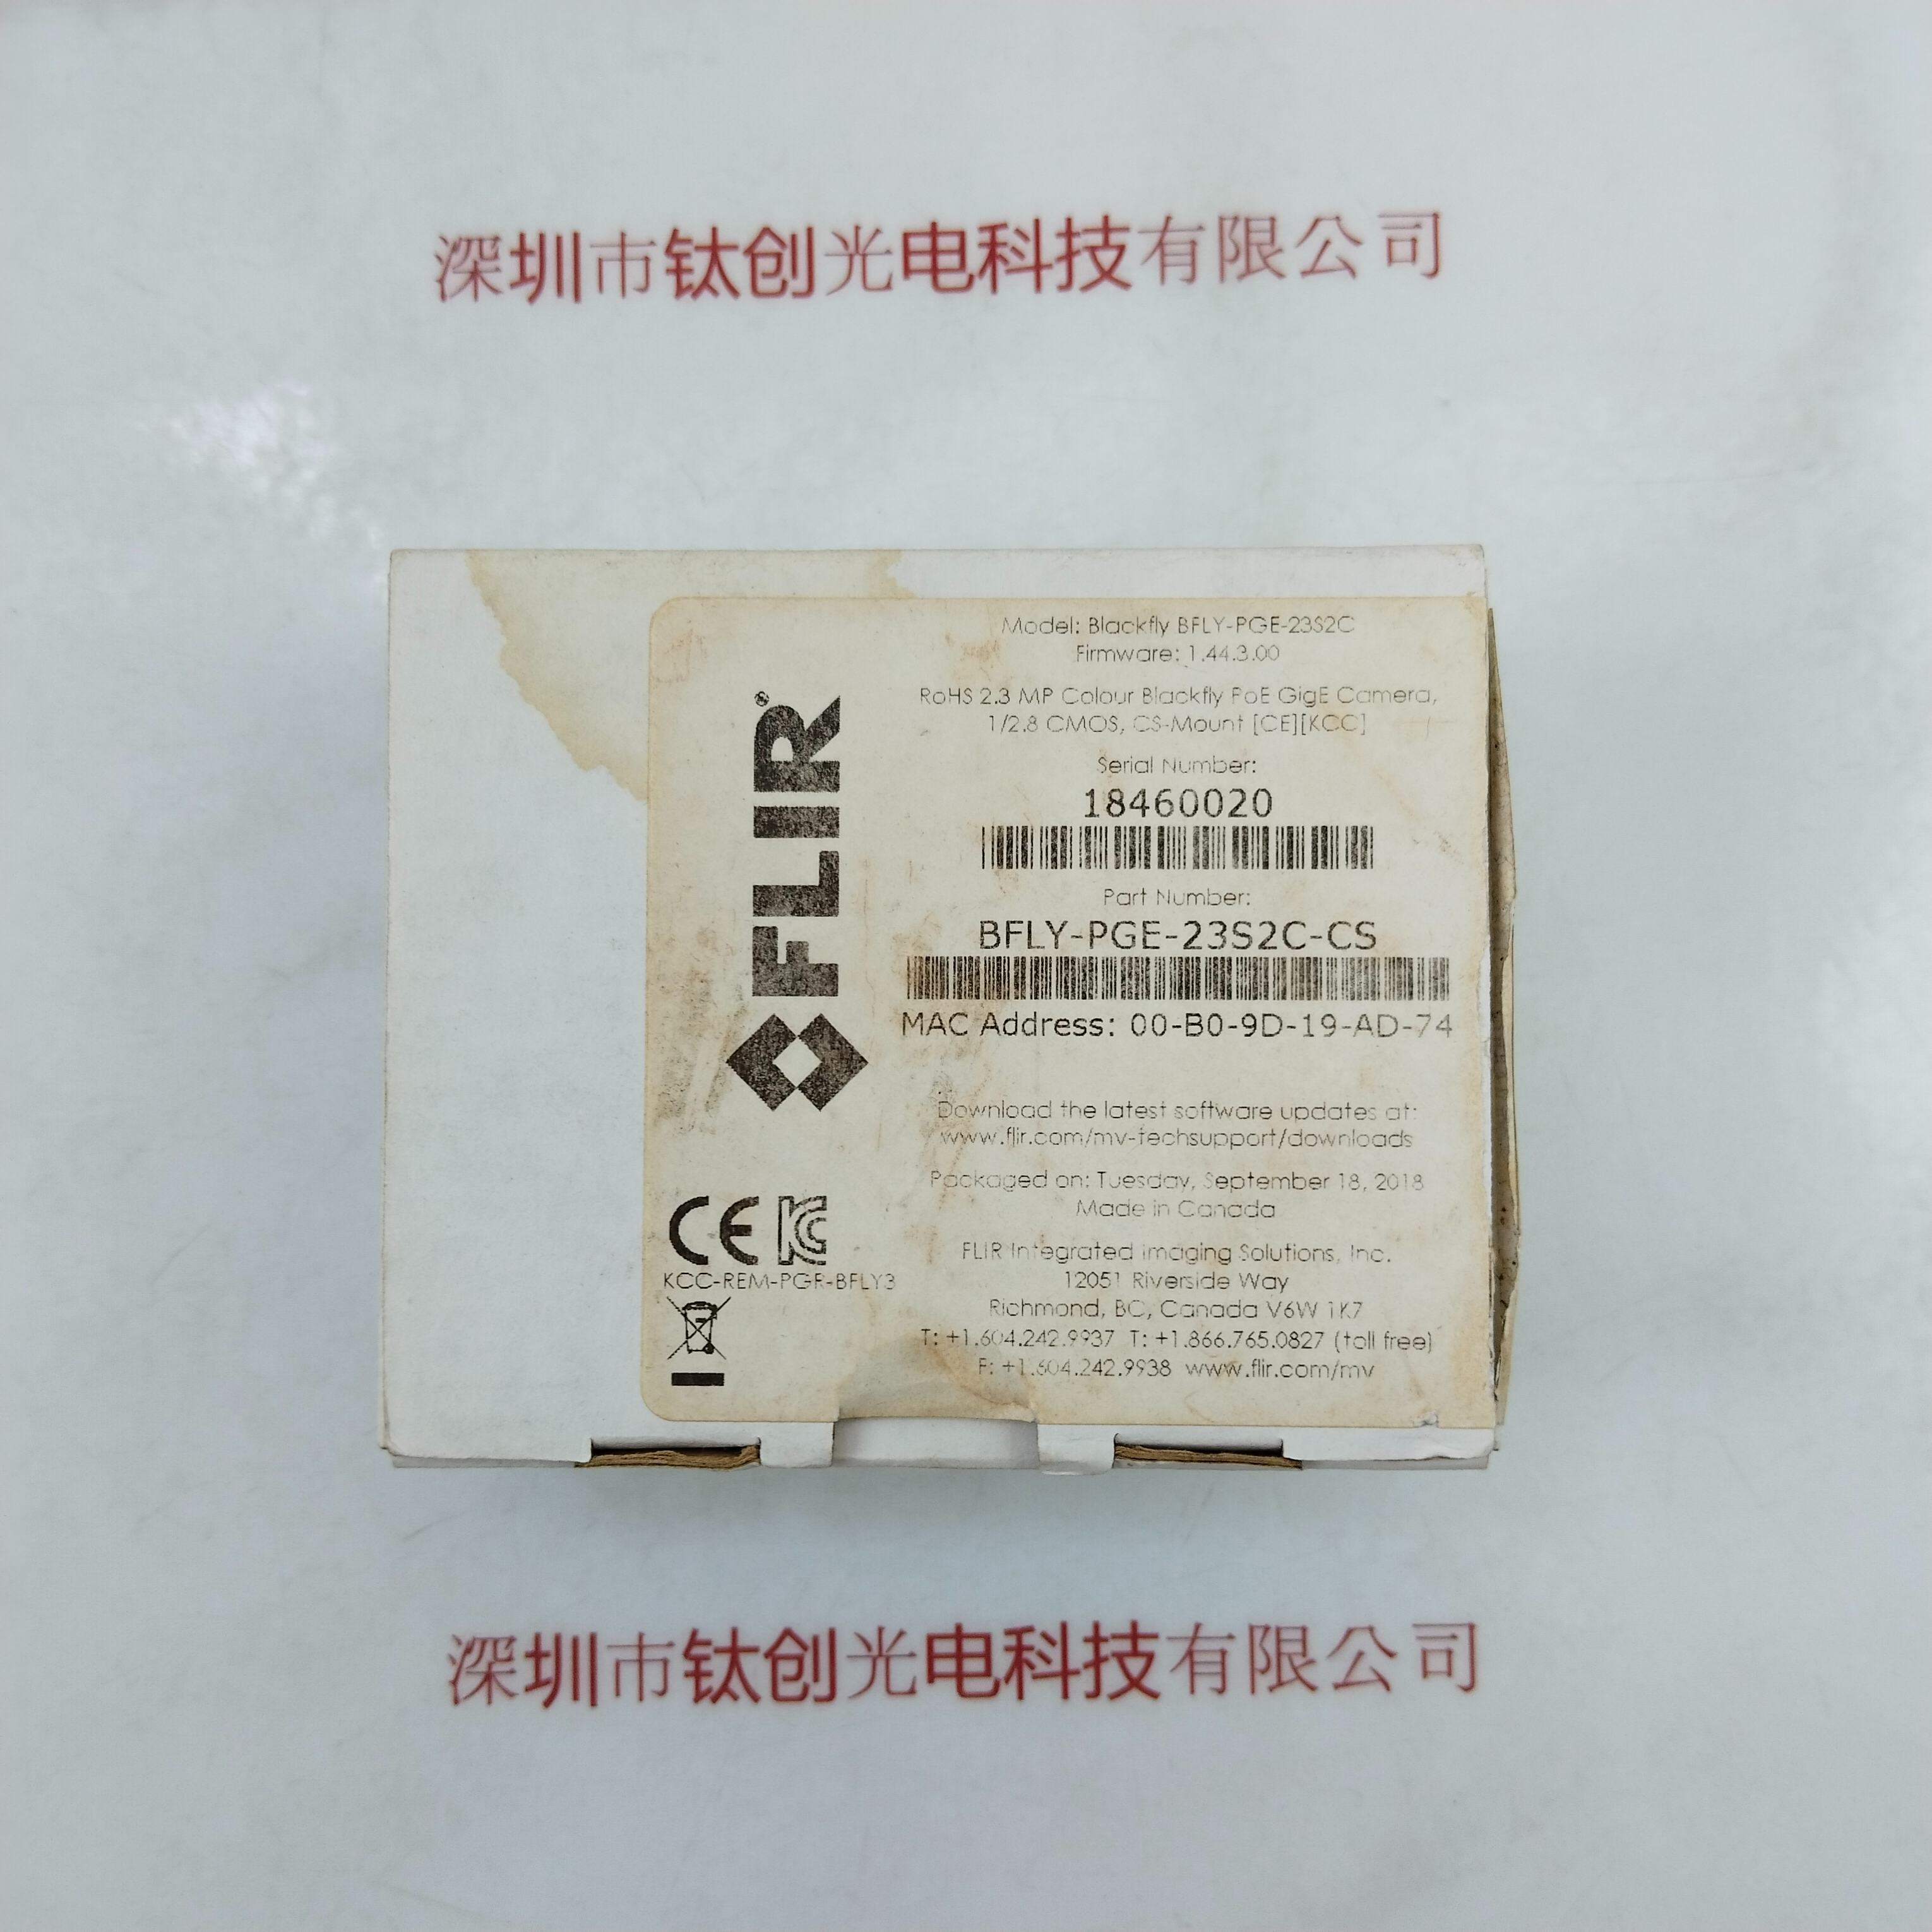 深圳市钛创光电科技有限公司
Model: Blackfly BFLY-PGE-23S2C
Firmware: 1.44.3.00
RoHS 2.3 MP Colour Blackfly PoE GigE Camera,
1/2.8 CMOS, CS-Mount [CE][KCC]
Serial Number:
18460020
Part Number:
BFLY-PGE-23S2C-CS
MAC Address: 00-B0-9D-19-AD-74
FLIR
Download the latest software updates at:
www.flir.com/mv-techsupport/downloads
Packaged on: Tuesday, September 18, 2018
Made in Canada
CE
KCC-REM-PGR-BFLY3
FLIR Integrated Imaging Solutions, Inc.
12051 Riverside Way
Richmond, BC, Canada V6W 1K7
T: +1.604.242.9937 T: +1.866.765.0827 (toll free)
F: +1.604.242.9938 www.flir.com/mv
深圳市钛创光电科技有限公司